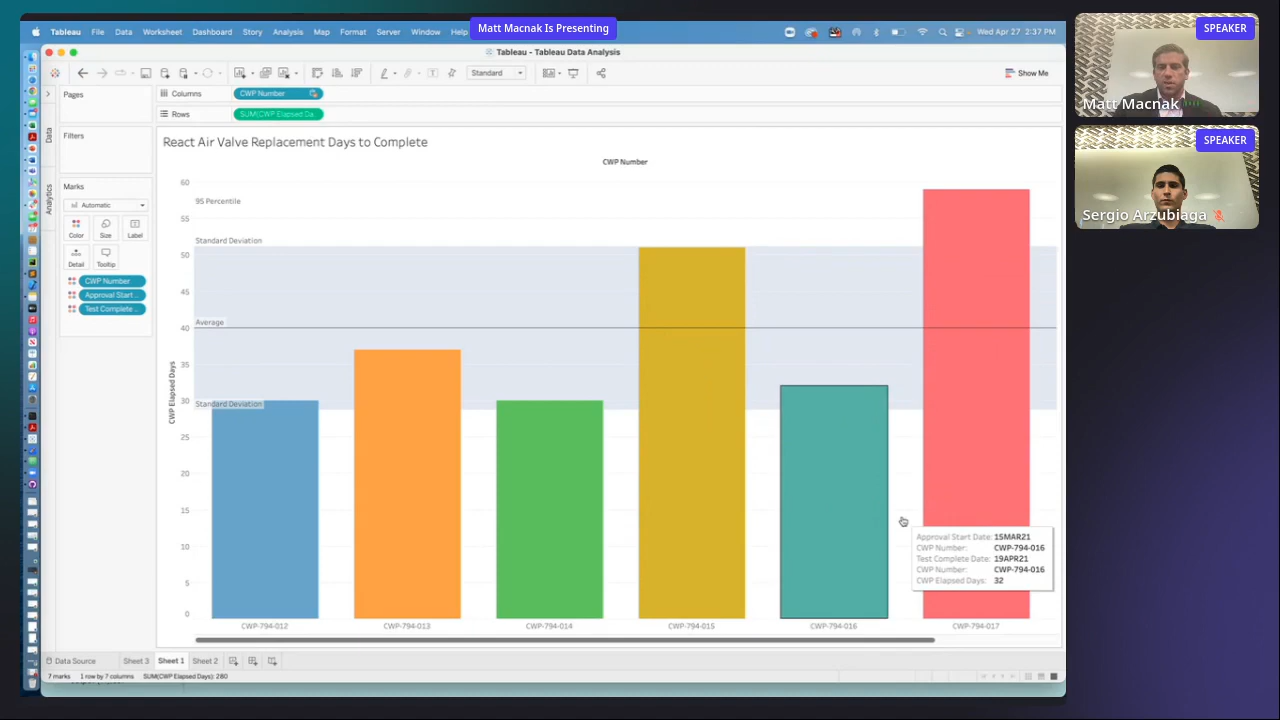 Matt Macnak Is Presenting
Tableau File Data Worksheet Dashboard Story Analysis Map Format Server Window Help
Wed Apr 27 2:37 PM
Tableau - Tableau Data Analysis
Standard
Show Me
Pages
Columns
CWP Number
Rows
SUM(CWP Elapsed Da..
Filters
Data
Analytics
Marks
Automatic
Color
Size
Label
Detail
Tooltip
CWP Number
Approval Start ..
Test Complete ..
React Air Valve Replacement Days to Complete
CWP Number
CWP Elapsed Days
60
55
50
45
40
35
30
25
20
15
10
5
0
95 Percentile
Standard Deviation
Average
Standard Deviation
Approval Start Date: 15MAR21
CWP Number: CWP-794-016
Test Complete Date: 19APR21
CWP Number: CWP-794-016
CWP Elapsed Days: 32
CWP-794-012
CWP-794-013
CWP-794-014
CWP-794-015
CWP-794-016
CWP-794-017
Data Source
Sheet 3
Sheet 1
Sheet 2
7 marks
1 row by 7 columns
SUM(CWP Elapsed Days): 280
SPEAKER
Matt Macnak
SPEAKER
Sergio Arzubiaga